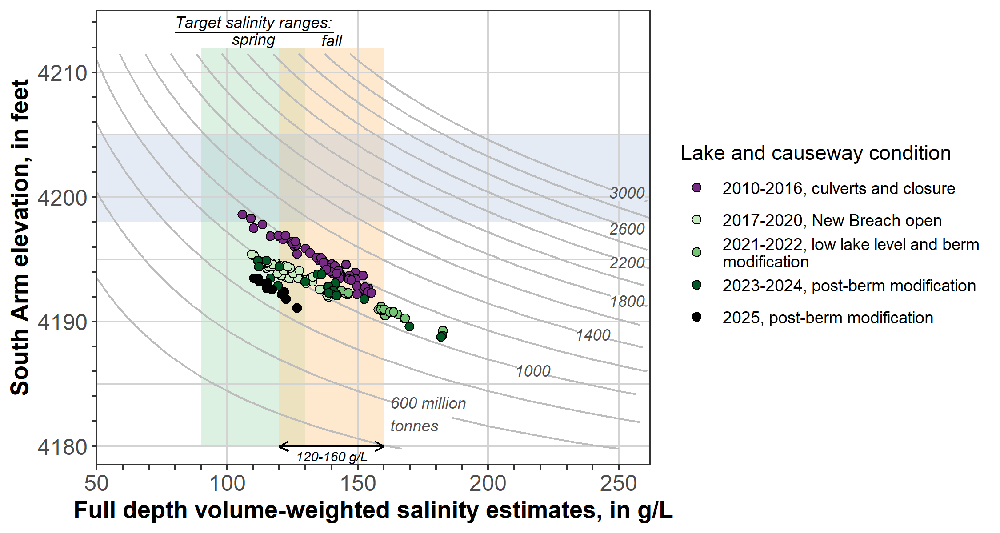 Target salinity ranges:
spring fall
South Arm elevation, in feet
4210
4200
4190
4180
3000
2600
2200
1800
1400
1000
600 million
tonnes
120-160 g/L
50 100 150 200 250
Full depth volume-weighted salinity estimates, in g/L
Lake and causeway condition
2010-2016, culverts and closure
2017-2020, New Breach open
2021-2022, low lake level and berm
modification
2023-2024, post-berm modification
2025, post-berm modification